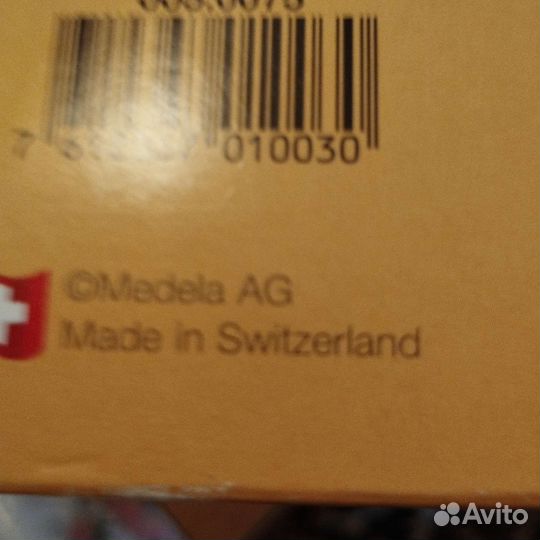 010030
©Medela AG
Made in Switzerland
Avito